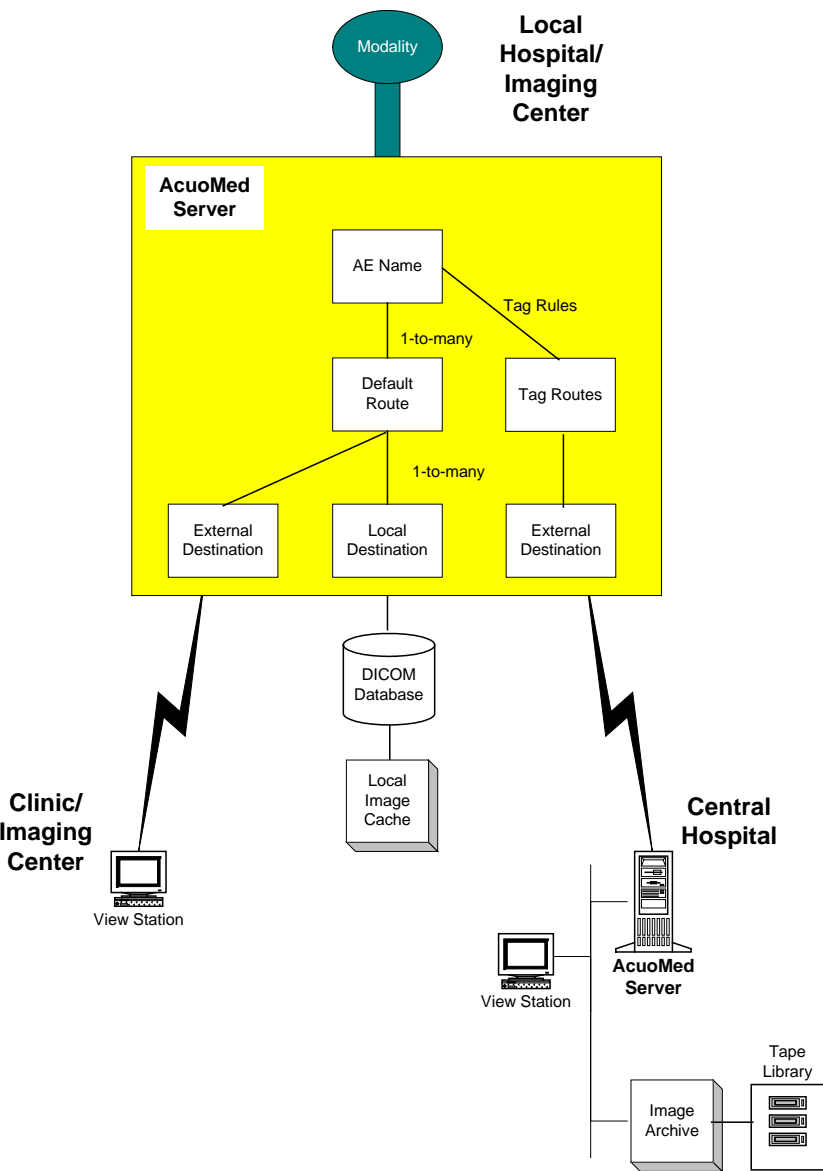 Modality
Local
Hospital/
Imaging
Center
AcuoMed
Server
AE Name
Tag Rules
1-to-many
Default
Route
Tag Routes
1-to-many
External
Destination
Local
Destination
External
Destination
DICOM
Database
Local
Image
Cache
Clinic/
Imaging
Center
View Station
Central
Hospital
AcuoMed
Server
View Station
Tape
Library
Image
Archive